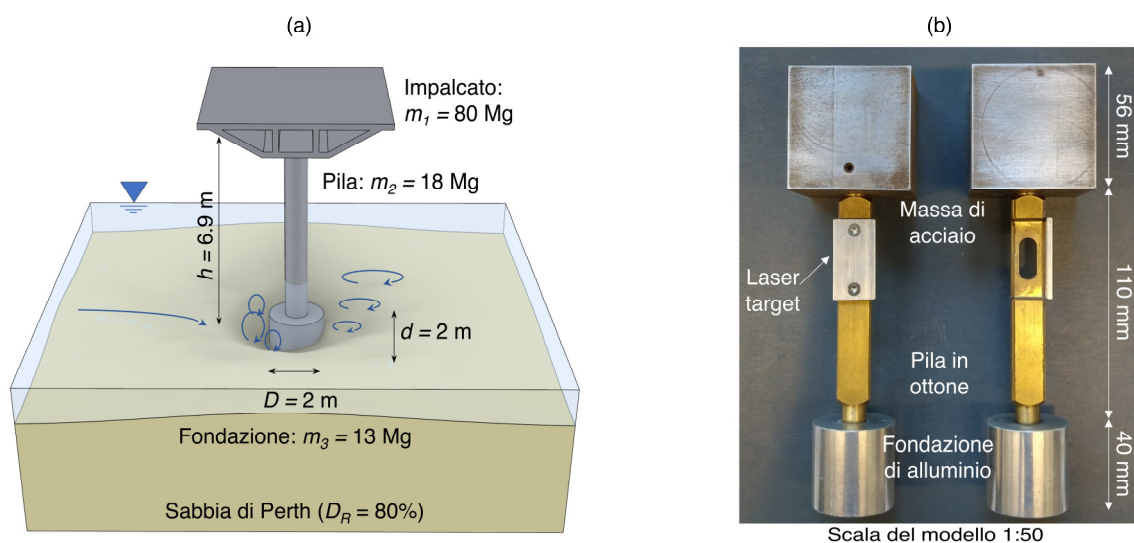 (a)
Impalcato:
m₁ = 80 Mg
Pila: m₂ = 18 Mg
h = 6.9 m
d = 2 m
D = 2 m
Fondazione: m₃ = 13 Mg
Sabbia di Perth (D_R = 80%)
(b)
56 mm
Massa di
acciaio
Laser
target
110 mm
Pila in
ottone
Fondazione
di alluminio
40 mm
Scala del modello 1:50